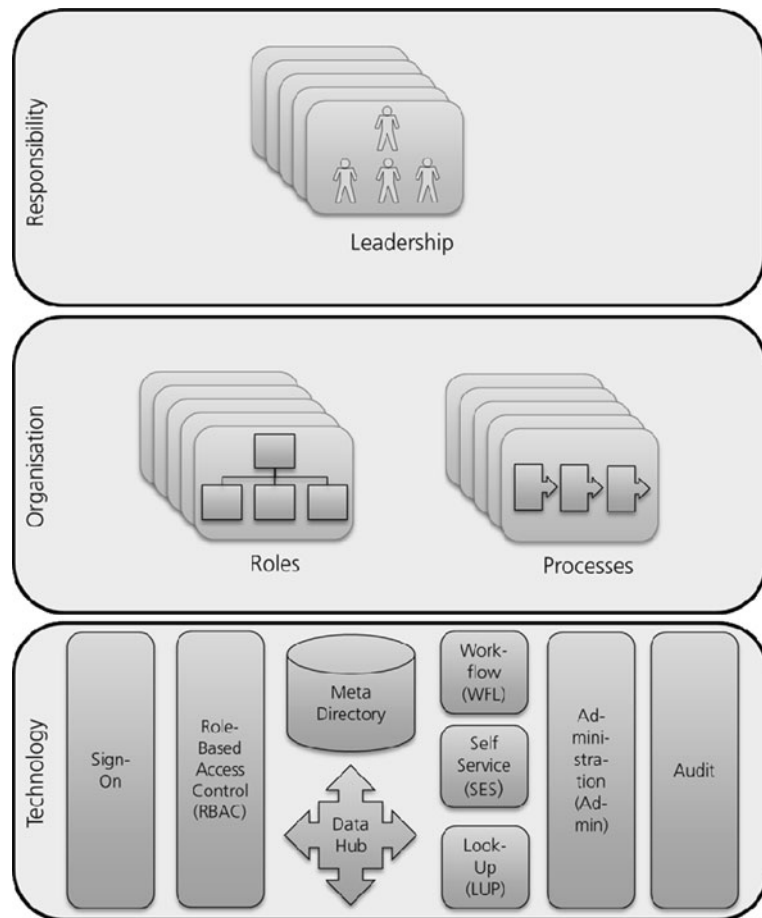 Responsibility
Leadership
Organisation
Roles
Processes
Technology
Sign-
On
Role-
Based
Access
Control
(RBAC)
Meta
Directory
Data
Hub
Work-
flow
(WFL)
Self
Service
(SES)
Look-
Up
(LUP)
Ad-
mini-
stra-
tion
(Ad-
min)
Audit